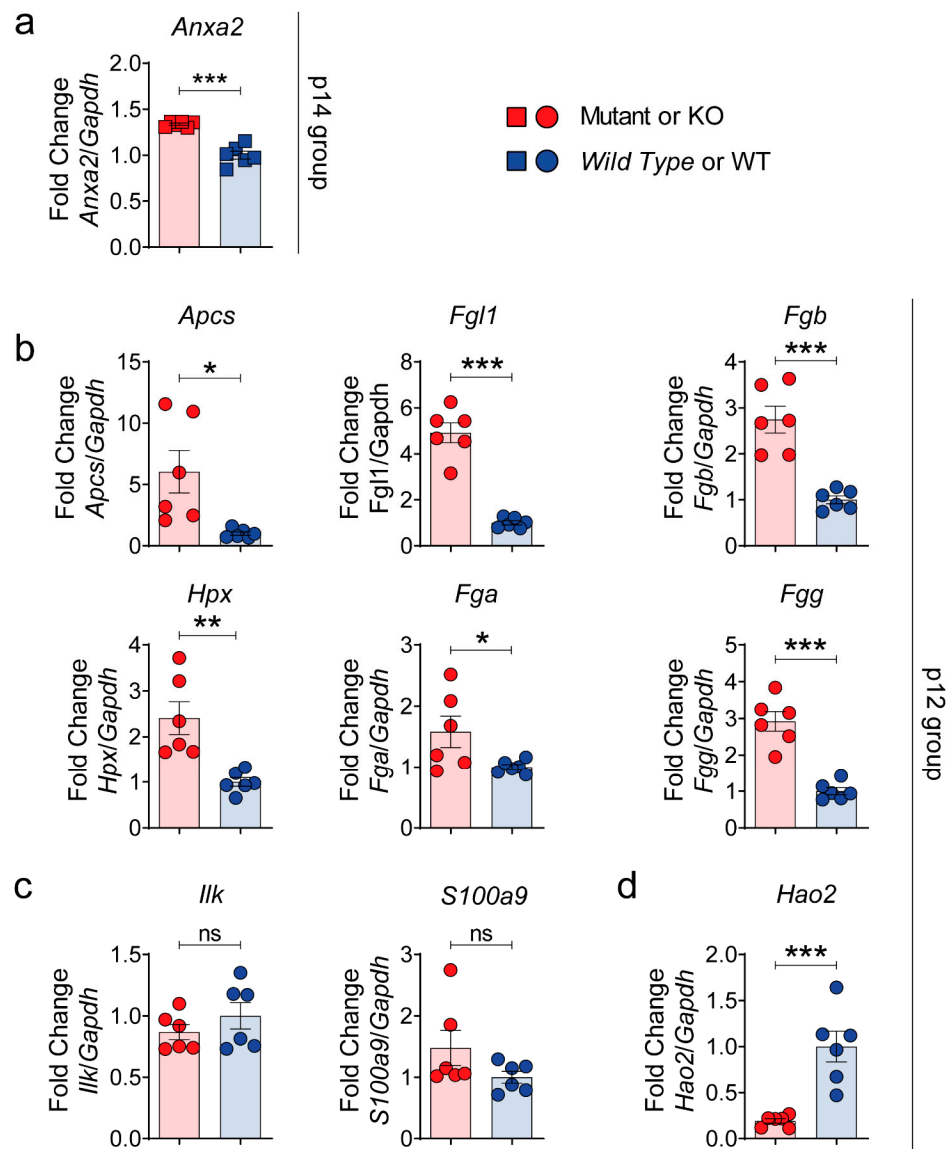 a
Anxa2
Fold Change
Anxa2/Gapdh
2.0
1.5
1.0
0.5
0.0
***
p14 group
Mutant or KO
Wild Type or WT
b
Apcs
Fold Change
Apcs/Gapdh
15
10
5
0
*
Fgl1
Fold Change
Fgl1/Gapdh
8
6
4
2
0
***
Fgb
Fold Change
Fgb/Gapdh
4
3
2
1
0
***
Hpx
Fold Change
Hpx/Gapdh
4
3
2
1
0
**
Fga
Fold Change
Fga/Gapdh
3
2
1
0
*
Fgg
Fold Change
Fgg/Gapdh
5
4
3
2
1
0
***
p12 group
c
Ilk
Fold Change
Ilk/Gapdh
1.5
1.0
0.5
0.0
ns
S100a9
Fold Change
S100a9/Gapdh
3
2
1
0
ns
d
Hao2
Fold Change
Hao2/Gapdh
2.0
1.5
1.0
0.5
0.0
***